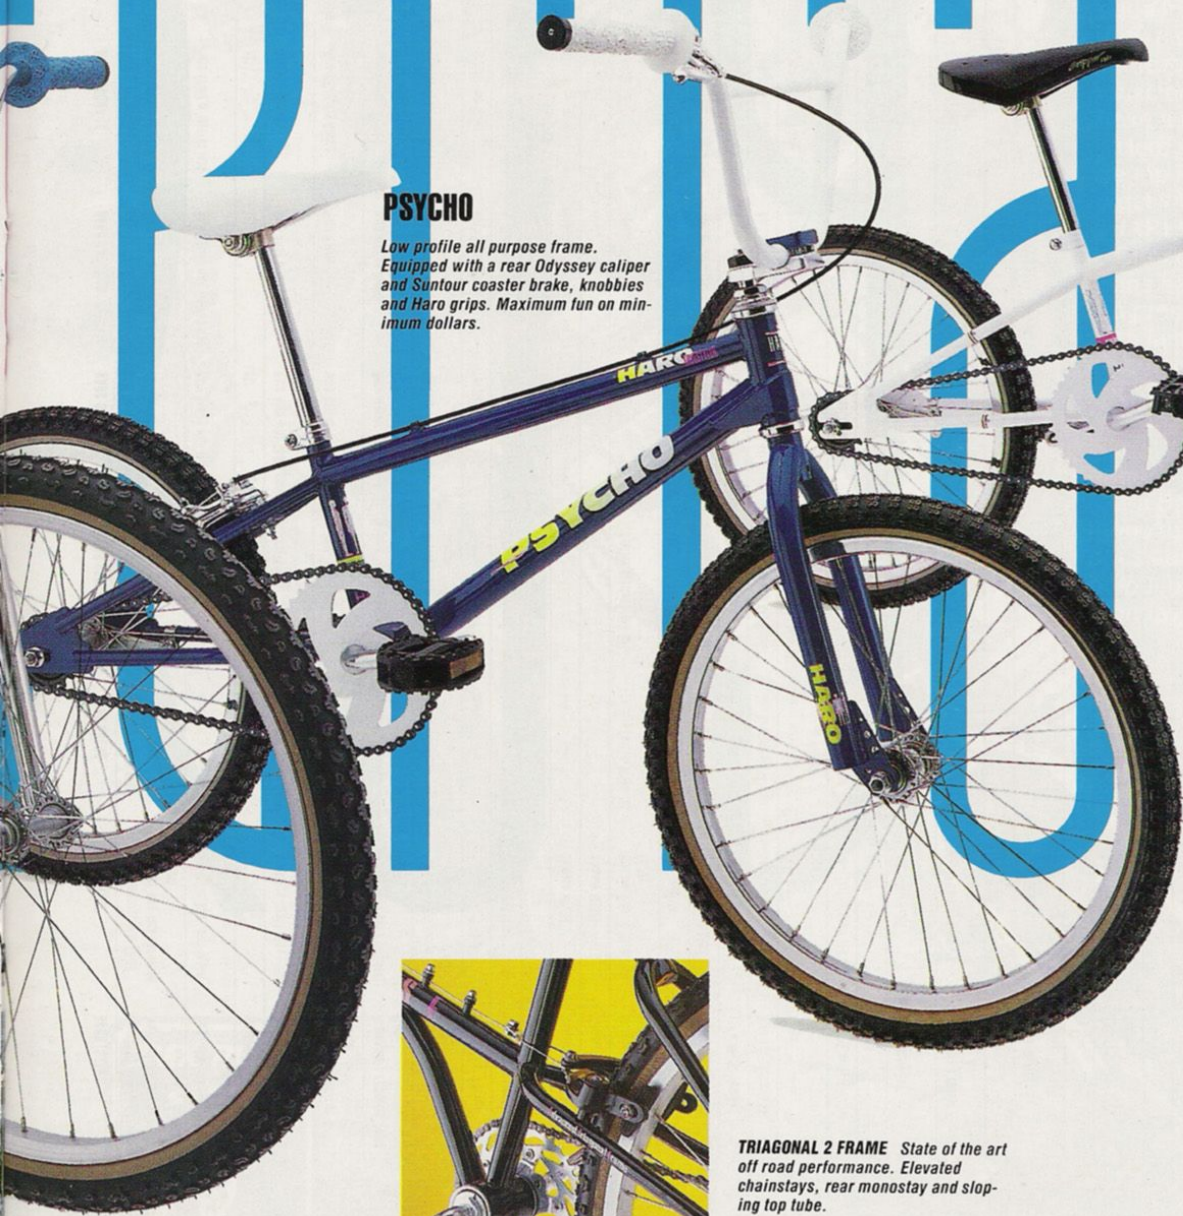 PSYCHO
Low profile all purpose frame.
Equipped with a rear Odyssey caliper
and Suntour coaster brake, knobbies
and Haro grips. Maximum fun on min-
imum dollars.
HARO
PSYCHO
HARO
TRIAGONAL 2 FRAME State of the art
off road performance. Elevated
chainstays, rear monostay and slop-
ing top tube.